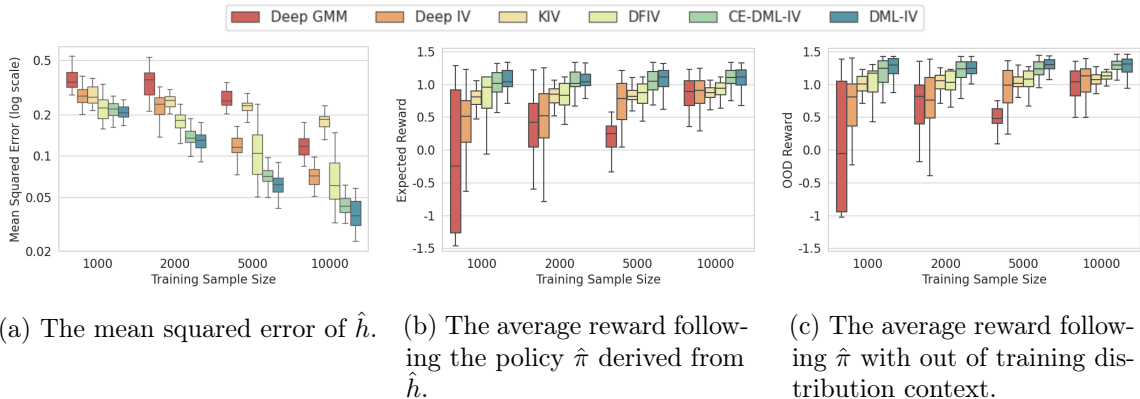 Deep GMM Deep IV KIV DFIV CE-DML-IV DML-IV
Mean Squared Error (log scale)
0.5
0.2
0.1
0.05
0.02
1000 2000 5000 10000
Training Sample Size
Expected Reward
1.5
1.0
0.5
0.0
-0.5
-1
-1.5
1000 2000 5000 10000
Training Sample Size
OOD Reward
1.5
1.0
0.5
0.0
-0.5
-1
-1.5
1000 2000 5000 10000
Training Sample Size
(a) The mean squared error of ĥ.
(b) The average reward follow-
ing the policy π̂ derived from
ĥ.
(c) The average reward follow-
ing π̂ with out of training dis-
tribution context.